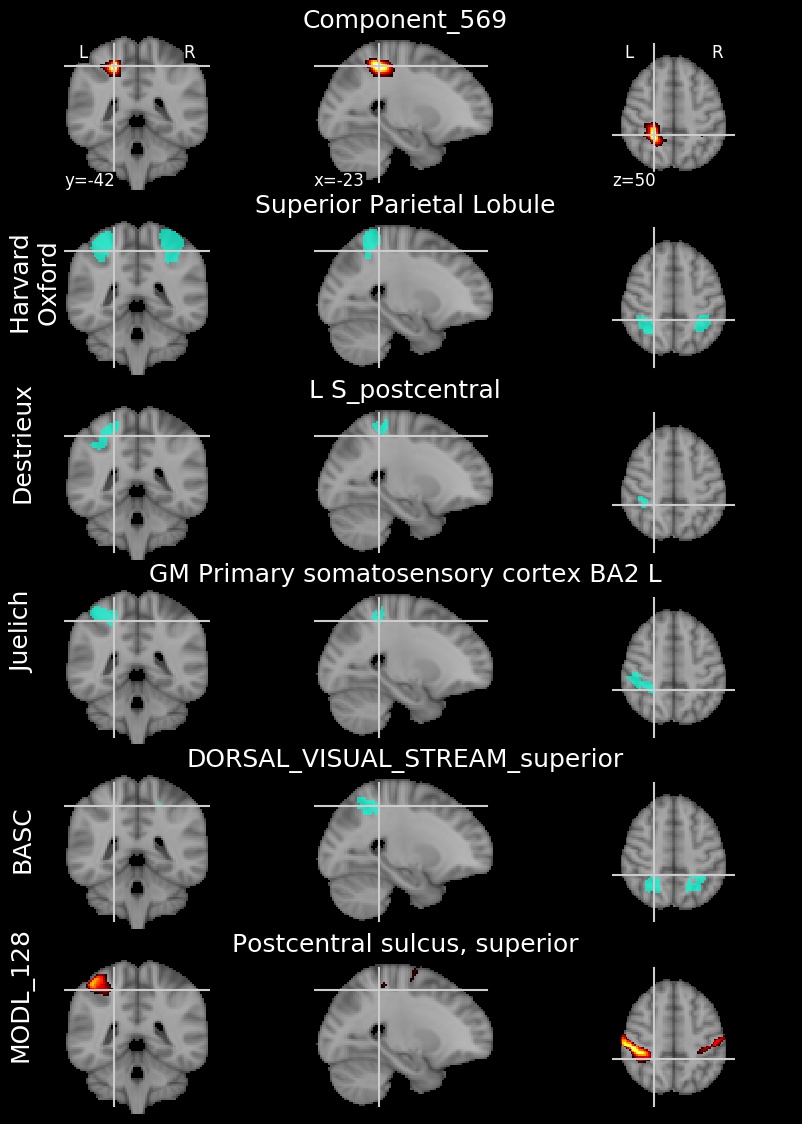 Component_569
L R
L R
y=-42 x=-23 z=50
Superior Parietal Lobule
Harvard
Oxford
L S_postcentral
Destrieux
GM Primary somatosensory cortex BA2 L
Juelich
DORSAL_VISUAL_STREAM_superior
BASC
Postcentral sulcus, superior
MODL_128